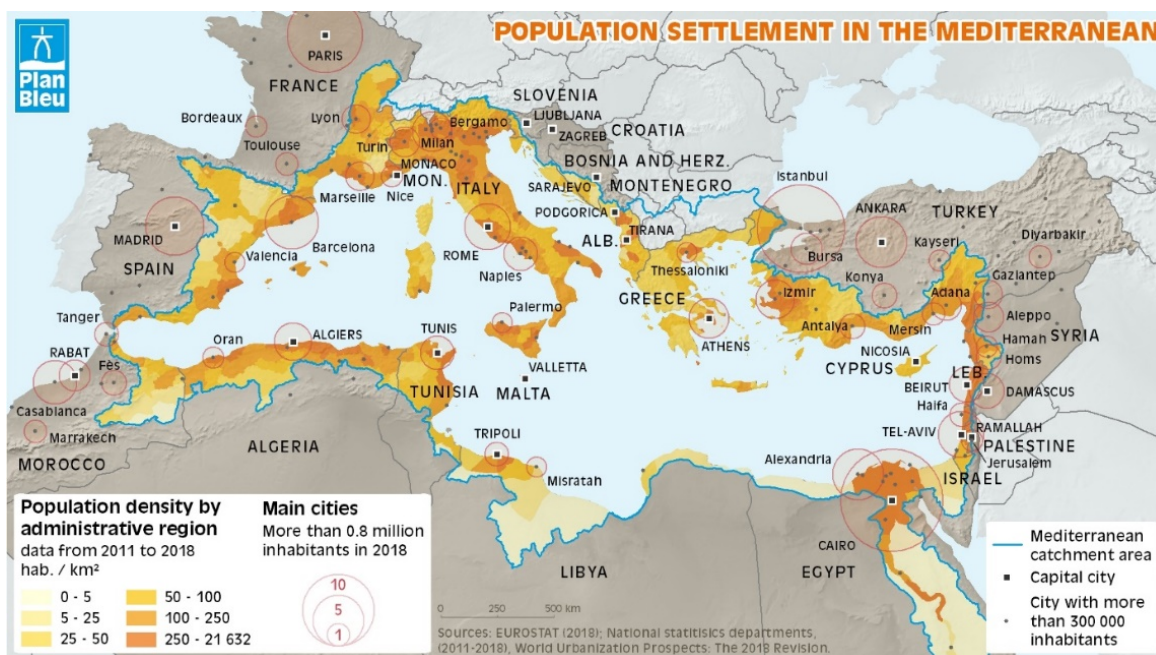 POPULATION SETTLEMENT IN THE MEDITERRANEAN
Plan
Bleu
PARIS
FRANCE
Bordeaux
Lyon
Toulouse
Turin
Milan
Bergamo
MONACO
MON.
Marseille
Nice
ITALY
SLOVENIA
LJUBLJANA
ZAGREB
CROATIA
BOSNIA AND HERZ.
SARAJEVO
MONTENEGRO
PODGORICA
TIRANA
ALB.
Istanbul
ANKARA
TURKEY
Kayseri
Diyarbakir
Bursa
Konya
Gaziantep
MADRID
SPAIN
Barcelona
Valencia
ROME
Naples
Thessaloniki
GREECE
Izmir
Adana
Aleppo
Palermo
ATHENS
Antalya
Mersin
Hamah
SYRIA
Homs
Tanger
Oran
ALGIERS
TUNIS
VALLETTA
MALTA
NICOSIA
CYPRUS
LEB.
BEIRUT
DAMASCUS
Haifa
RABAT
Fès
Casablanca
Marrakech
MOROCCO
ALGERIA
TUNISIA
TRIPOLI
Misratah
TEL-AVIV
RAMALLAH
PALESTINE
Jerusalem
ISRAEL
Alexandria
CAIRO
EGYPT
LIBYA
Population density by
administrative region
data from 2011 to 2018
hab. / km²
0 - 5
5 - 25
25 - 50
50 - 100
100 - 250
250 - 21 632
Main cities
More than 0.8 million
inhabitants in 2018
10
5
1
0 250 500 km
Sources: EUROSTAT (2018); National statitisics departments,
(2011-2018), World Urbanization Prospects: The 2018 Revision.
Mediterranean
catchment area
Capital city
City with more
than 300 000
inhabitants